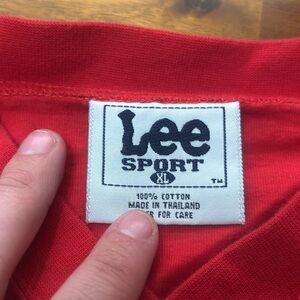 Lee
SPORT
XL
TM
100% COTTON
MADE IN THAILAND
FOR CARE